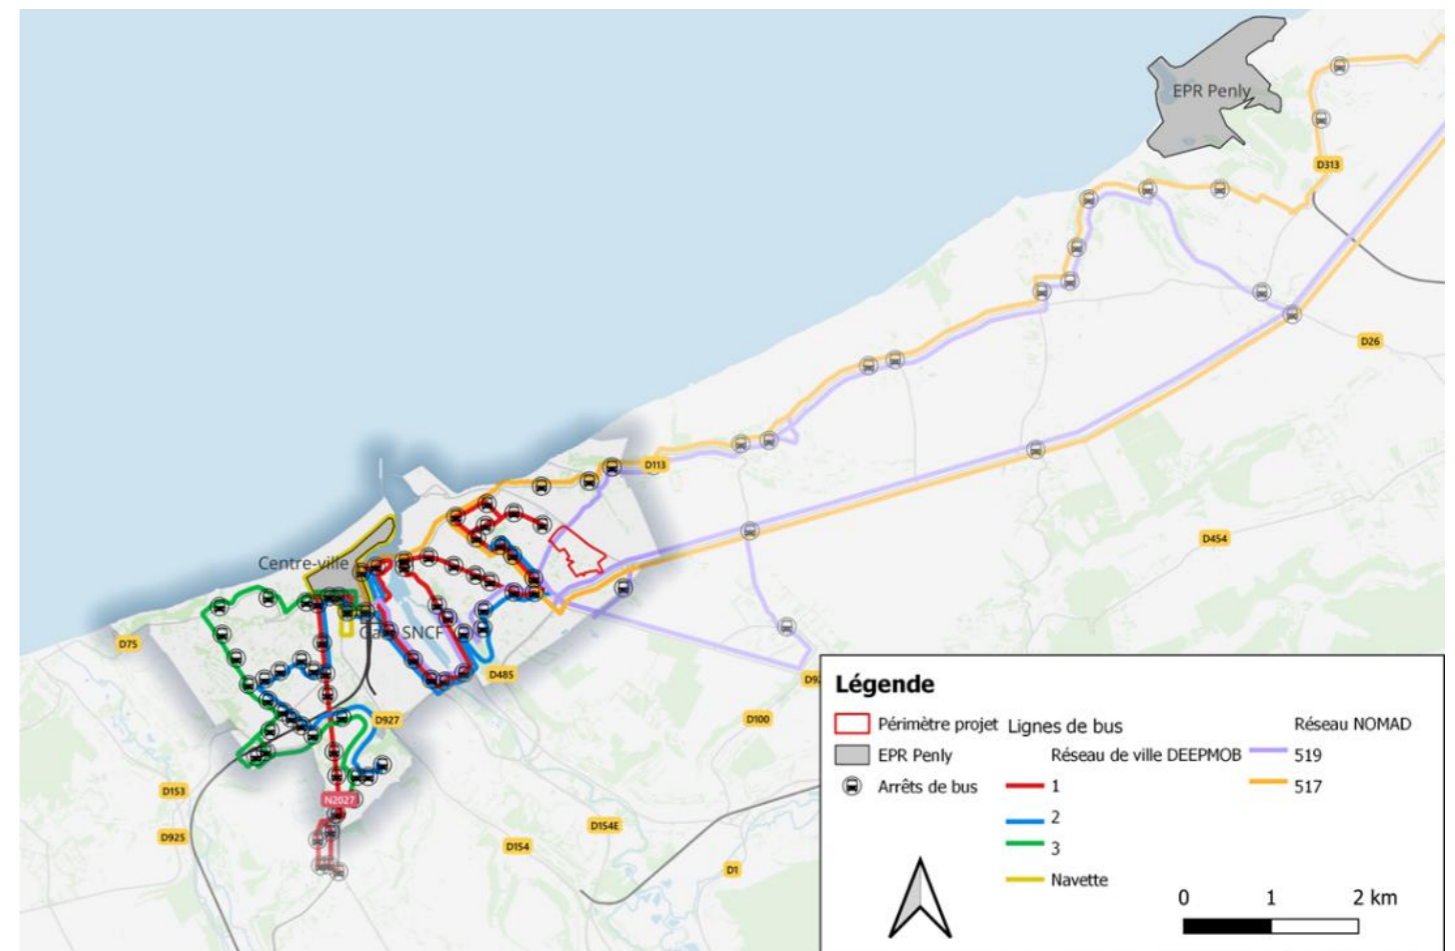 EPR Penly
D313
D26
D113
D454
Centre-ville
SNCF
D75
D485
D927
D100
N2027
D153
D925
D154E
D154
D1
Légende
Périmètre projet
EPR Penly
Arrêts de bus
Lignes de bus
Réseau de ville DEEPMOB
1
2
3
Navette
Réseau NOMAD
519
517
0 1 2 km